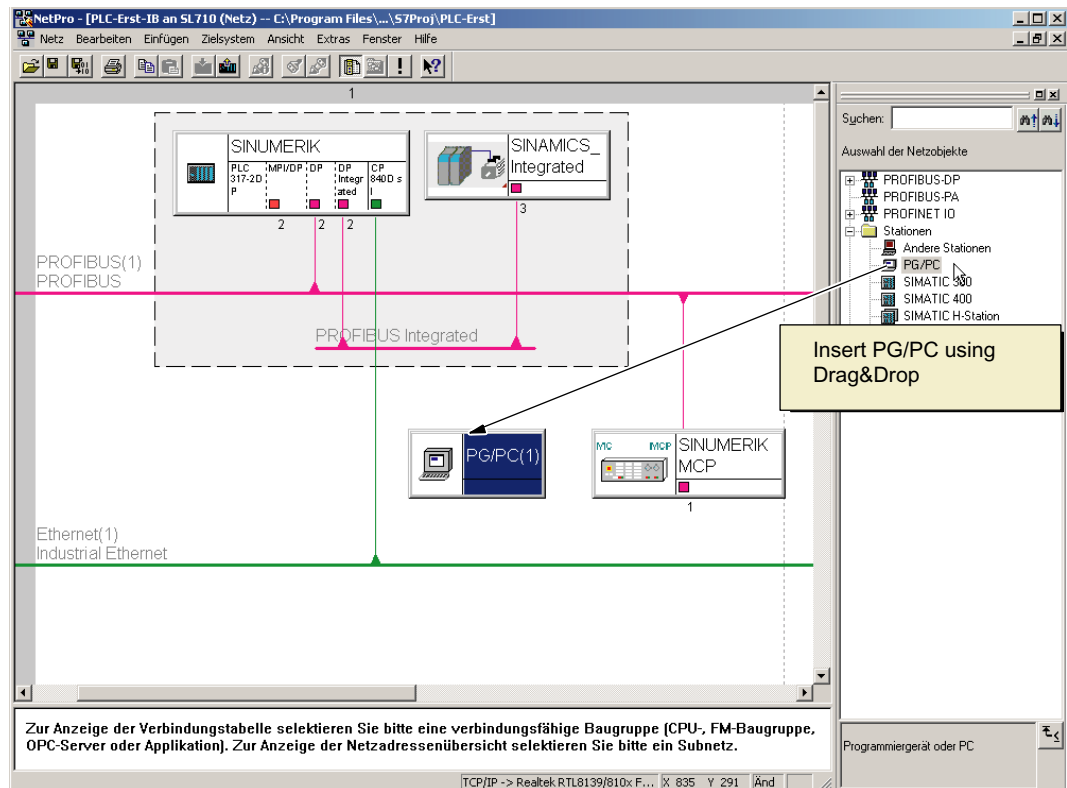 NetPro - [PLC-Erst-IB an SL710 (Netz) -- C:\Program Files\...\S7Proj\PLC-Erst]
Netz Bearbeiten Einfügen Zielsystem Ansicht Extras Fenster Hilfe
1
SINUMERIK
PLC 317-2D P
MPI/DP
DP
DP Integr ated
CP 840D s l
2 2 2
SINAMICS_
Integrated
3
PROFIBUS(1)
PROFIBUS
PROFIBUS Integrated
PG/PC(1)
MC MCP
SINUMERIK
MCP
1
Ethernet(1)
Industrial Ethernet
Suchen:
Auswahl der Netzobjekte
PROFIBUS-DP
PROFIBUS-PA
PROFINET IO
Stationen
Andere Stationen
PG/PC
SIMATIC 300
SIMATIC 400
SIMATIC H-Station
Insert PG/PC using
Drag&Drop
Zur Anzeige der Verbindungstabelle selektieren Sie bitte eine verbindungsfähige Baugruppe (CPU-, FM-Baugruppe,
OPC-Server oder Applikation). Zur Anzeige der Netzadressenübersicht selektieren Sie bitte ein Subnetz.
Programmiergerät oder PC
TCP/IP -> Realtek RTL8139/810x F... X 835 Y 291 Änd